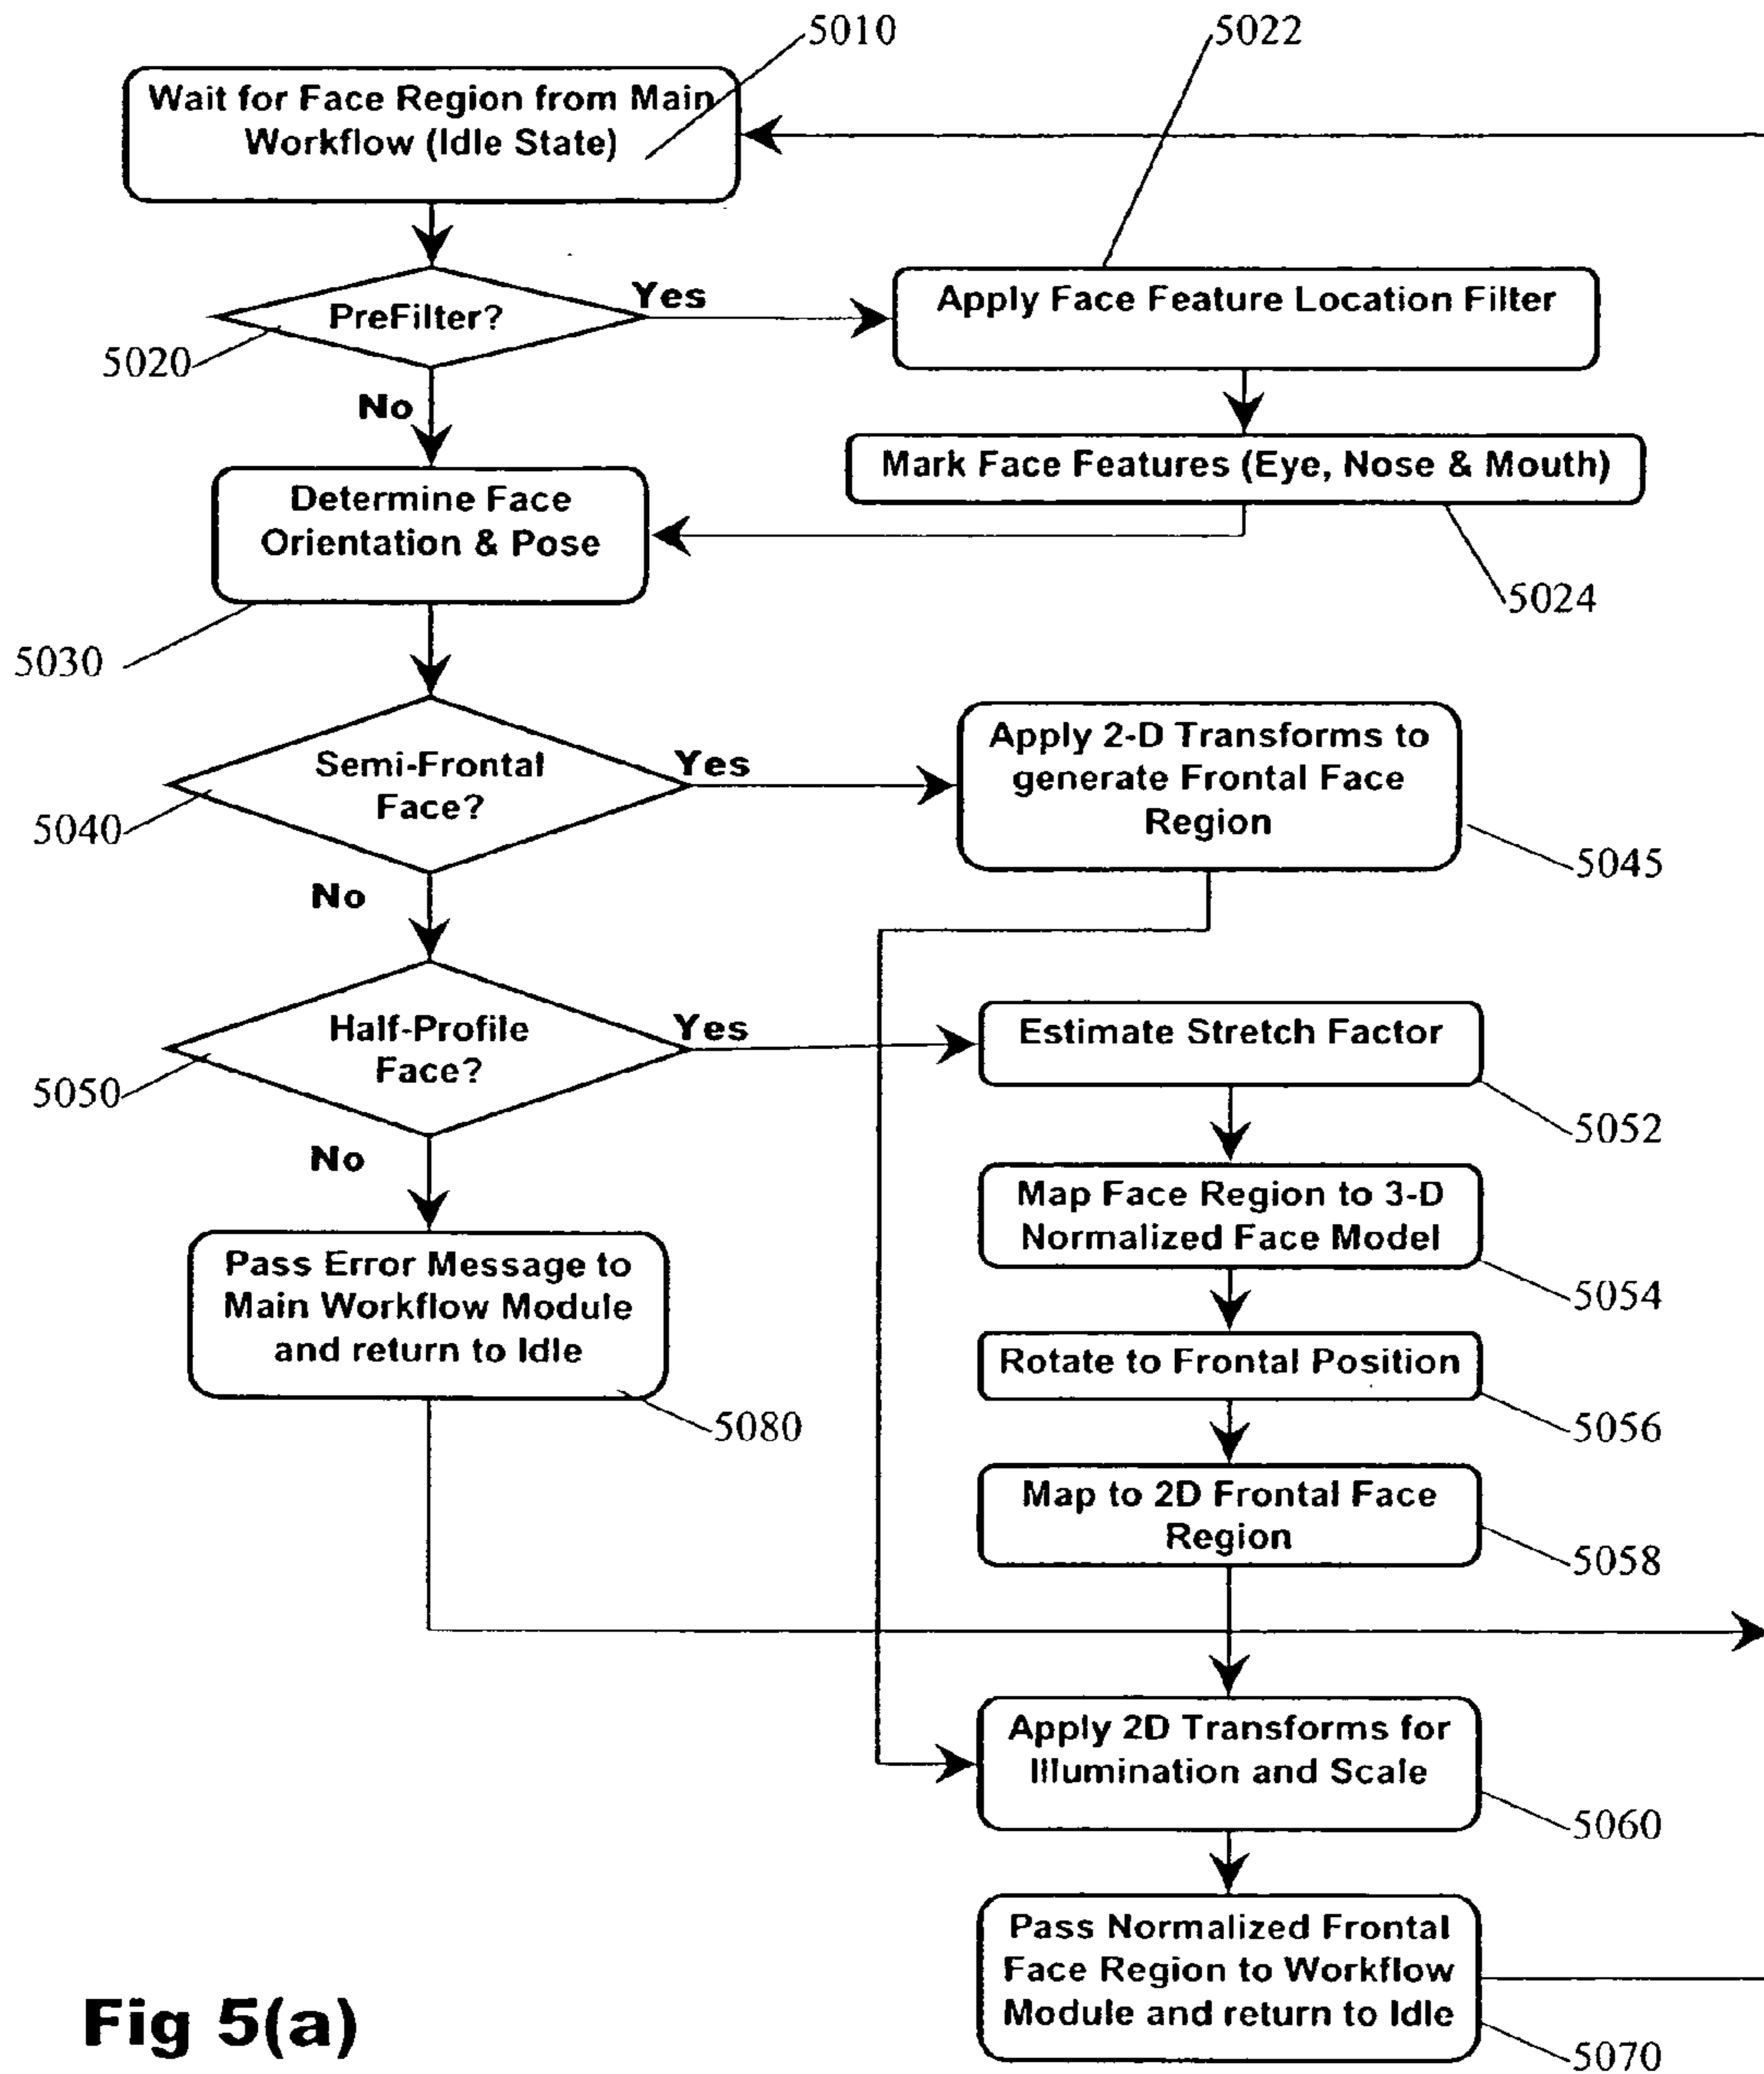 5010
5022
Wait for Face Region from Main
Workflow (Idle State)
PreFilter?
Yes
5020
No
Apply Face Feature Location Filter
Mark Face Features (Eye, Nose & Mouth)
5024
Determine Face
Orientation & Pose
5030
Semi-Frontal
Face?
Yes
5040
No
Apply 2-D Transforms to
generate Frontal Face
Region
5045
Half-Profile
Face?
Yes
5050
No
Estimate Stretch Factor
5052
Map Face Region to 3-D
Normalized Face Model
5054
Pass Error Message to
Main Workflow Module
and return to Idle
5080
Rotate to Frontal Position
5056
Map to 2D Frontal Face
Region
5058
Apply 2D Transforms for
Illumination and Scale
5060
Pass Normalized Frontal
Face Region to Workflow
Module and return to Idle
5070
Fig 5(a)